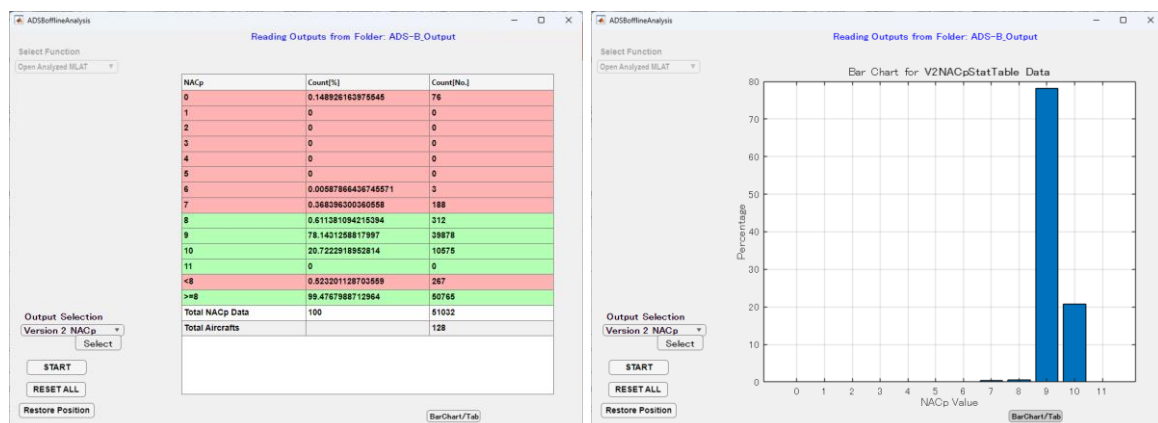 ADSBofflineAnalysis
Reading Outputs from Folder: ADS-B_Output
Select Function
Open Analyzed MLAT
NACp Count[%] Count[No.]
0 0.148926163975545 76
1 0 0
2 0 0
3 0 0
4 0 0
5 0 0
6 0.00587866436745571 3
7 0.368396300360558 188
8 0.611381094215394 312
9 78.1431258817997 39878
10 20.7222918952814 10575
11 0 0
<8 0.523201128703559 267
>=8 99.4767988712964 50765
Total NACp Data 100 51032
Total Aircrafts 128
Output Selection
Version 2 NACp
Select
START
RESET ALL
Restore Position
BarChart/Tab
ADSBofflineAnalysis
Reading Outputs from Folder: ADS-B_Output
Select Function
Open Analyzed MLAT
Bar Chart for V2NACpStatTable Data
80
70
60
50
40
30
20
10
0
Percentage
0 1 2 3 4 5 6 7 8 9 10 11
NACp Value
Output Selection
Version 2 NACp
Select
START
RESET ALL
Restore Position
BarChart/Tab